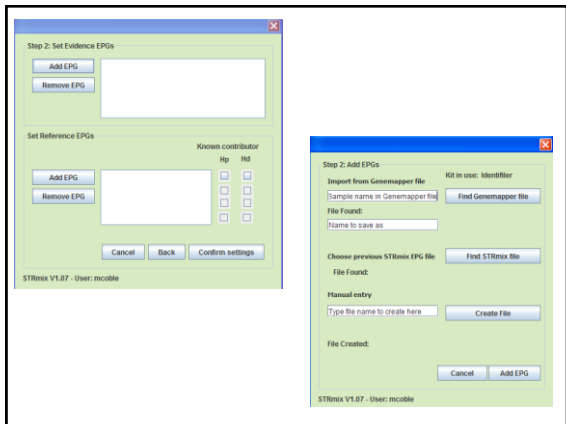 Step 2: Set Evidence EPGs
Add EPG
Remove EPG
Set Reference EPGs
Known contributor
Hp Hd
Add EPG
Remove EPG
Cancel Back Confirm settings
STRmix V1.07 - User: mcoble
Step 2: Add EPGs
Import from Genemapper file Kit in use: Identifiler
Sample name in Genemapper file Find Genemapper file
File Found:
Name to save as
Choose previous STRmix EPG file Find STRmix file
File Found:
Manual entry
Type file name to create here Create File
File Created:
Cancel Add EPG
STRmix V1.07 - User: mcoble